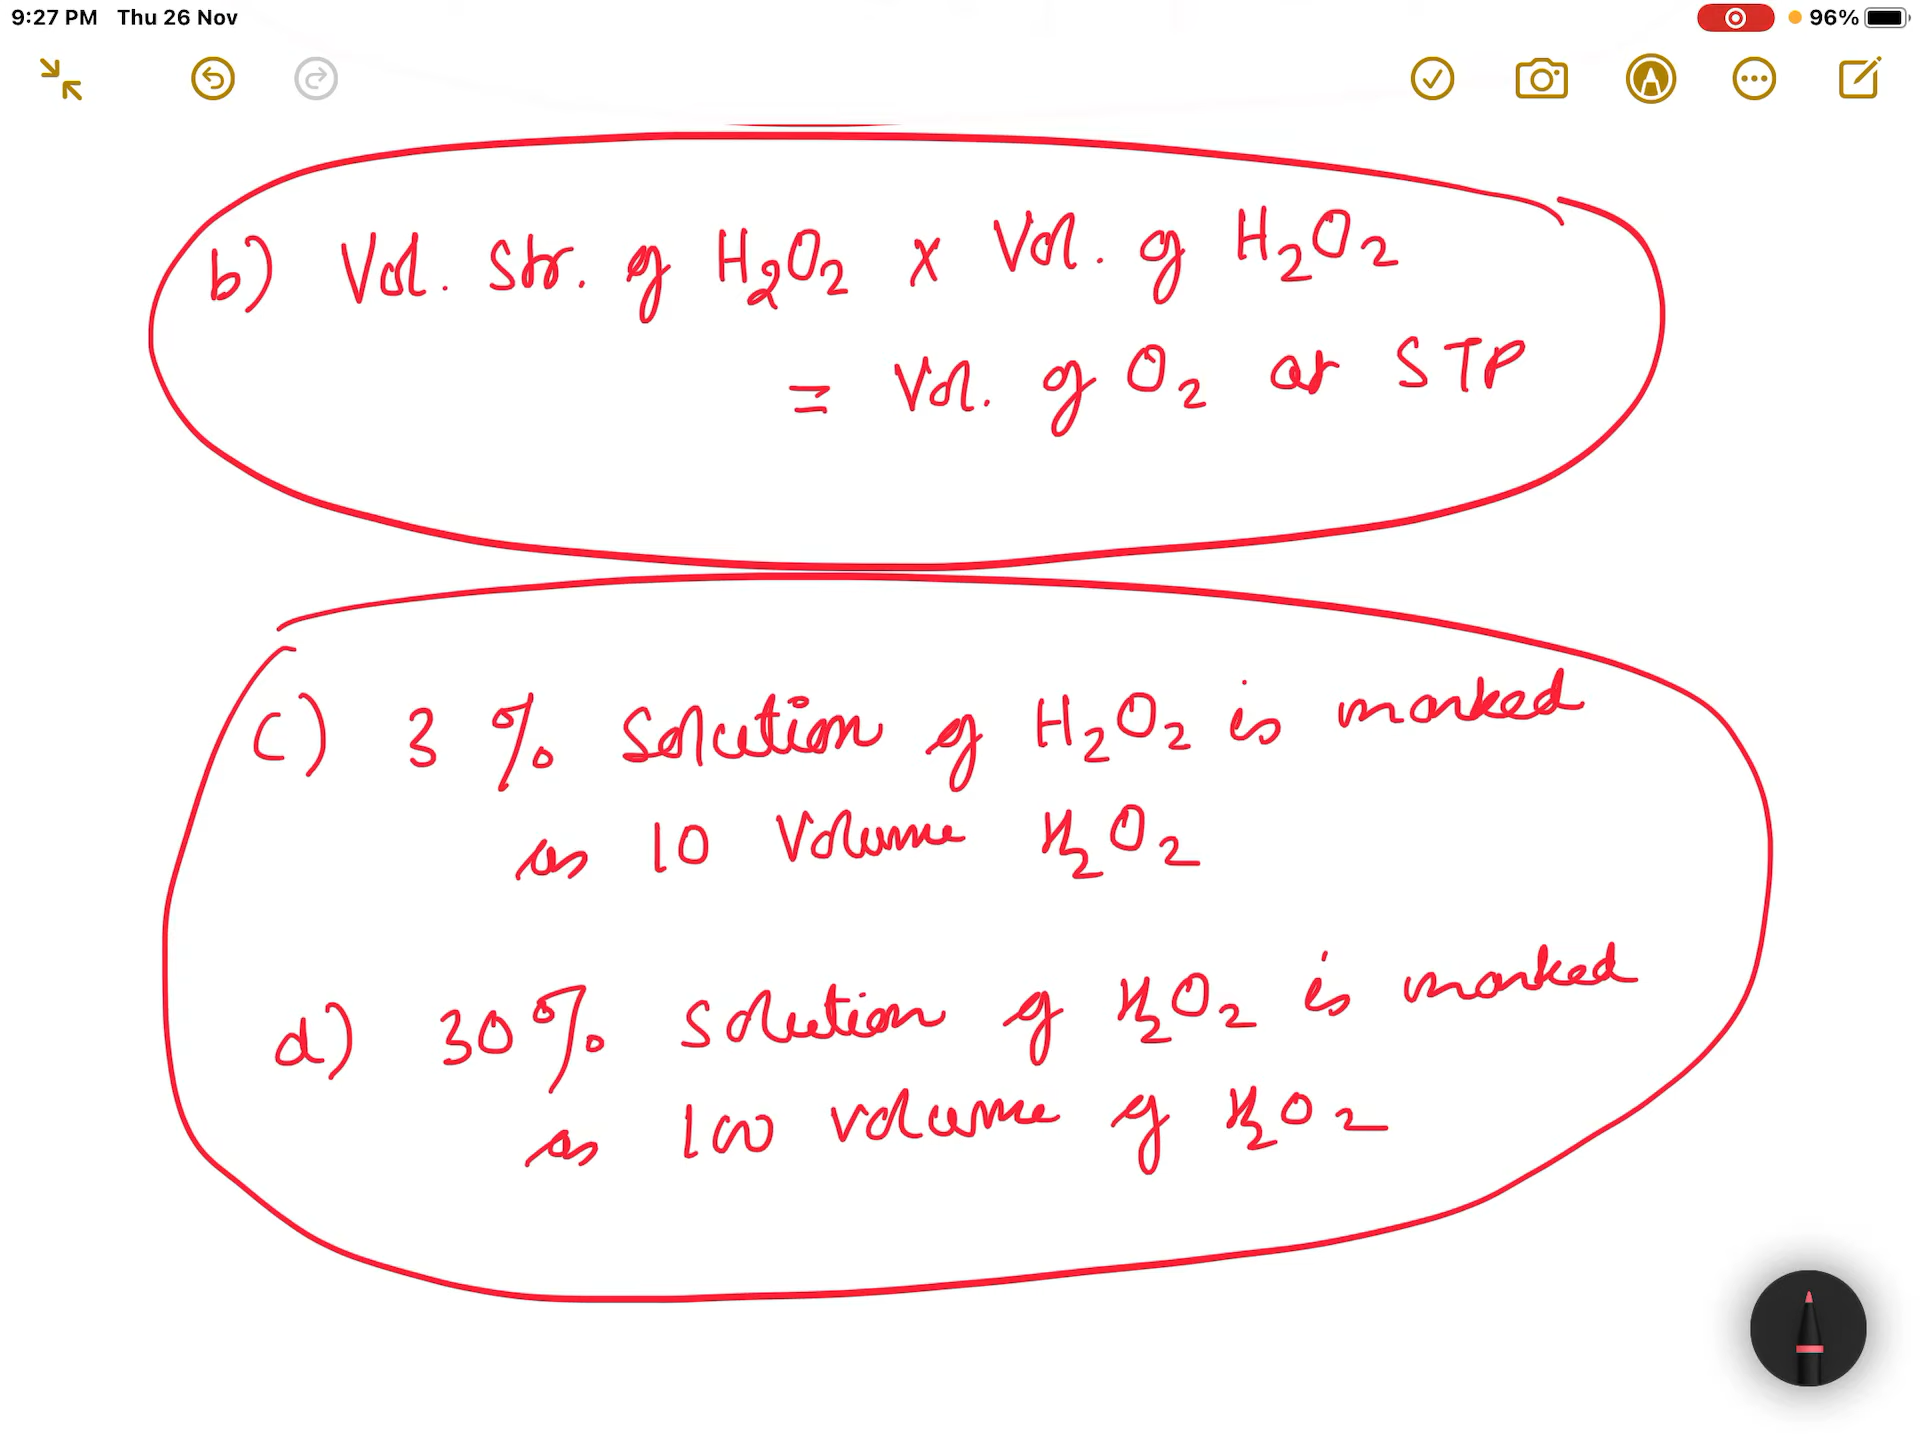 9:27 PM Thu 26 Nov 96%
b) Vol. Str. of H₂O₂ x Vol. of H₂O₂
= Vol. of O₂ at STP
c) 3 % Solution of H₂O₂ is marked
as 10 Volume H₂O₂
d) 30% solution of H₂O₂ is marked
as 100 volume of H₂O₂